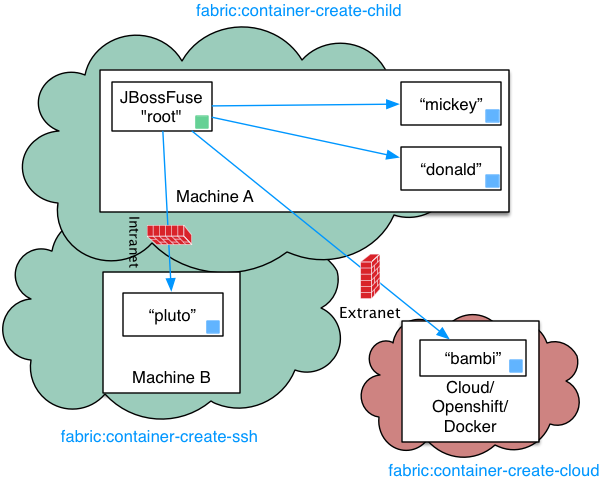 fabric:container-create-child
JBossFuse
"root"
“mickey”
“donald”
Machine A
Intranet
Extranet
“pluto”
Machine B
“bambi”
Cloud/
Openshift/
Docker
fabric:container-create-ssh
fabric:container-create-cloud